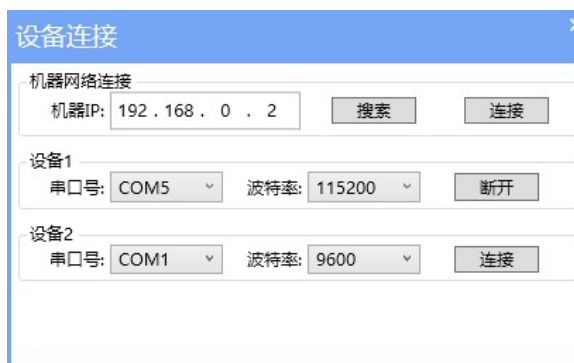 设备连接
机器网络连接
机器IP: 192 . 168 . 0 . 2 搜索 连接
设备1
串口号: COM5 波特率: 115200 断开
设备2
串口号: COM1 波特率: 9600 连接